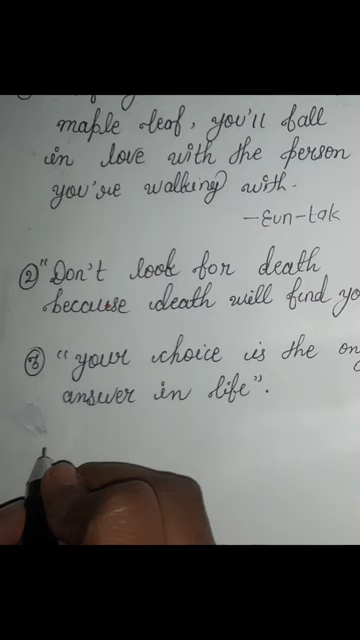 maple leaf, you'll fall
in love with the person
you're walking with.
—Eun-tak
② "Don't look for death
because death will find
③ "your choice is the
answer in life".